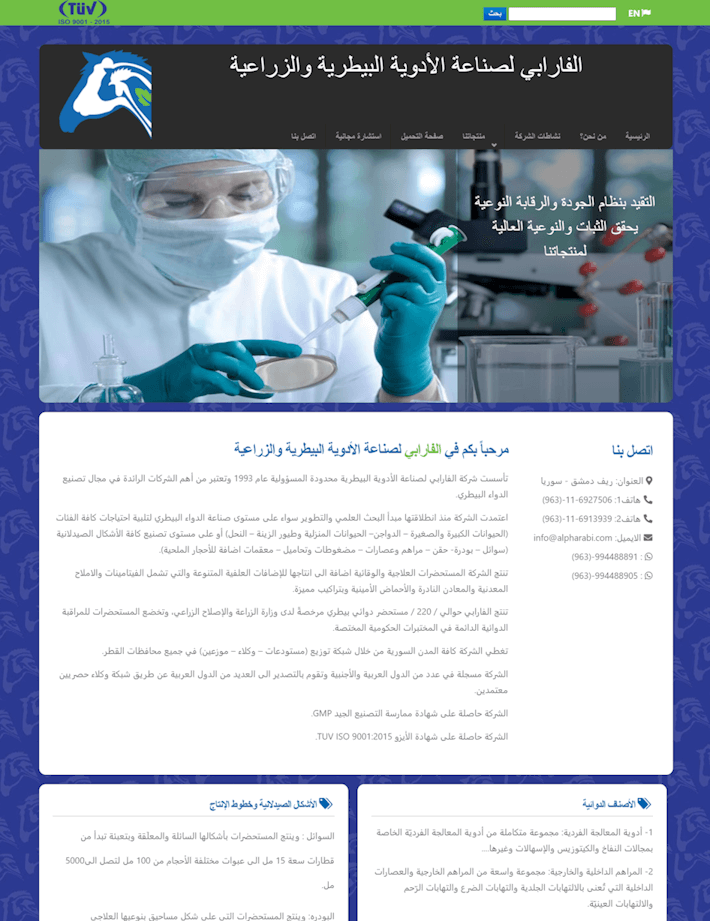 TÜV
ISO 9001 - 2015
بحث
EN
الفارابي لصناعة الأدوية البيطرية والزراعية
الرئيسية
من نحن؟
نشاطات الشركة
منتجاتنا
صفحة التحميل
استشارة مجانية
اتصل بنا
التقيد بنظام الجودة والرقابة النوعية
يحقق الثبات والنوعية العالية
لمنتجاتنا
اتصل بنا
العنوان: ريف دمشق - سوريا
هاتف1: 6927506-11-(963)
هاتف2: 6913939-11-(963)
الايميل: info@alpharabi.com
: 994488891-(963)
: 994488905-(963)
مرحباً بكم في الفارابي لصناعة الأدوية البيطرية والزراعية
تأسست شركة الفارابي لصناعة الأدوية البيطرية محدودة المسؤولية عام 1993 وتعتبر من أهم الشركات الرائدة في مجال تصنيع
الدواء البيطري.
اعتمدت الشركة منذ انطلاقتها مبدأ البحث العلمي والتطوير سواء على مستوى صناعة الدواء البيطري لتلبية احتياجات كافة الفئات
(الحيوانات الكبيرة والصغيرة – الدواجن– الحيوانات المنزلية وطيور الزينة – النحل) أو على مستوى تصنيع كافة الأشكال الصيدلانية
(سوائل – بودرة- حقن – مراهم وعصارات – مضغوطات وتحاميل – معقمات اضافة للأحجار الملحية).
تنتج الشركة المستحضرات العلاجية والوقائية اضافة الى انتاجها للإضافات العلفية المتنوعة والتي تشمل الفيتامينات والاملاح
المعدنية والمعادن النادرة والأحماض الأمينية وبتراكيب مميزة.
تنتج الفارابي حوالي / 220 / مستحضر دوائي بيطري مرخصةً لدى وزارة الزراعة والإصلاح الزراعي، وتخضع المستحضرات للمراقبة
الدوائية الدائمة في المختبرات الحكومية المختصة.
تغطي الشركة كافة المدن السورية من خلال شبكة توزيع (مستودعات – وكلاء – موزعين) في جميع محافظات القطر.
الشركة مسجلة في عدد من الدول العربية والأجنبية وتقوم بالتصدير الى العديد من الدول العربية عن طريق شبكة وكلاء حصريين
معتمدين.
الشركة حاصلة على شهادة ممارسة التصنيع الجيد GMP.
الشركة حاصلة على شهادة الأيزو TUV ISO 9001:2015.
الأصناف الدوائية
1- أدوية المعالجة الفردية: مجموعة متكاملة من أدوية المعالجة الفرديّة الخاصة
بمجالات النفاخ والكيتوزيس والإسهالات وغيرها....
2- المراهم الداخلية والخارجية: مجموعة واسعة من المراهم الخارجية والعصارات
الداخلية التي تُعنى بالالتهابات الجلدية والتهابات الضرع والتهابات الرّحم
والالتهابات العينيّة.
الأشكال الصيدلانية وخطوط الإنتاج
السوائل : وينتج المستحضرات بأشكالها السائلة والمعلّقة وبتعبئة تبدأ من
قطارات سعة 15 مل الى عبوات مختلفة الأحجام من 100 مل لتصل الى5000
مل.
البودره: وينتج المستحضرات التي على شكل مساحيق بنوعيها العلاجي